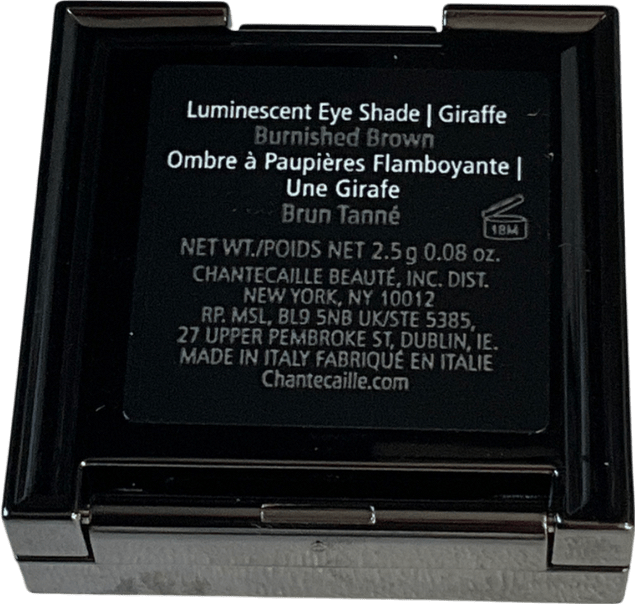 Luminescent Eye Shade | Giraffe
Burnished Brown
Ombre à Paupières Flamboyante |
Une Girafe
Brun Tanné
18M
NET WT./POIDS NET 2.5 g 0.08 oz.
CHANTECAILLE BEAUTÉ, INC. DIST.
NEW YORK, NY 10012
RP. MSL, BL9 5NB UK/STE 5385,
27 UPPER PEMBROKE ST, DUBLIN, IE.
MADE IN ITALY FABRIQUÉ EN ITALIE
Chantecaille.com